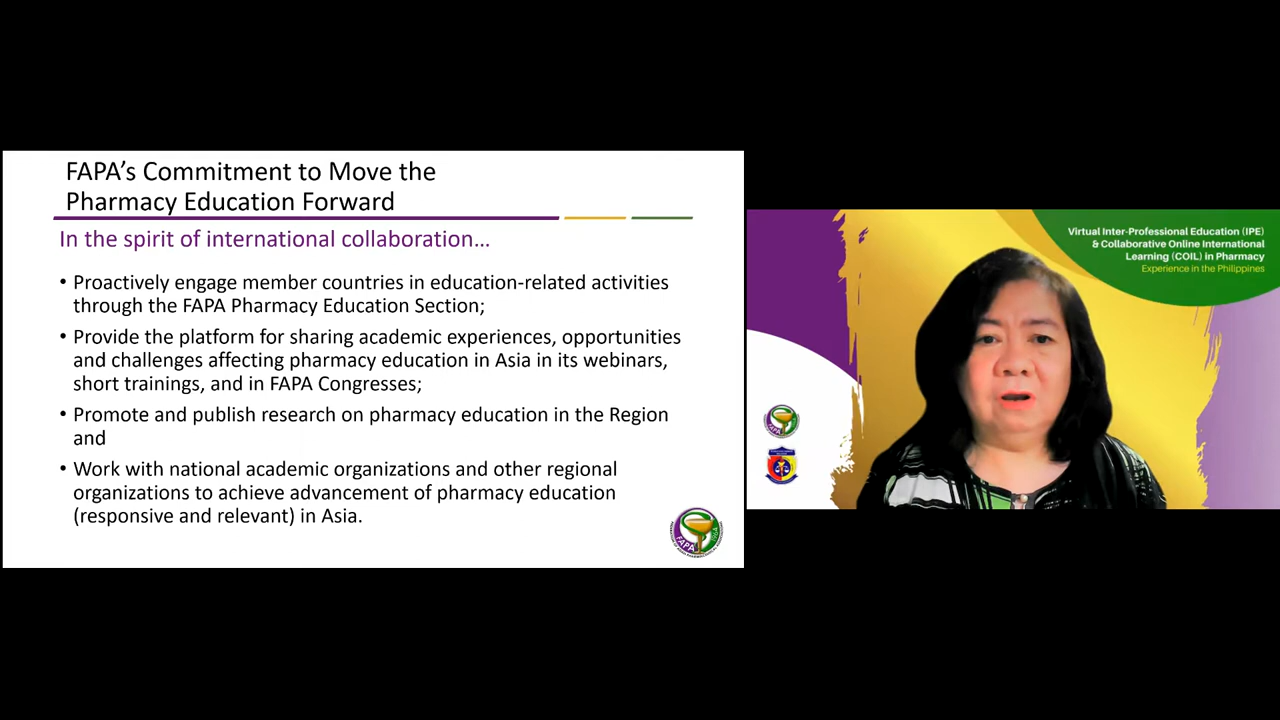 FAPA’s Commitment to Move the
Pharmacy Education Forward
In the spirit of international collaboration…
• Proactively engage member countries in education-related activities
through the FAPA Pharmacy Education Section;
• Provide the platform for sharing academic experiences, opportunities
and challenges affecting pharmacy education in Asia in its webinars,
short trainings, and in FAPA Congresses;
• Promote and publish research on pharmacy education in the Region
and
• Work with national academic organizations and other regional
organizations to achieve advancement of pharmacy education
(responsive and relevant) in Asia.
FAPA
Virtual Inter-Professional Education (IPE)
& Collaborative Online International
Learning (COIL) in Pharmacy
Experience in the Philippines
FAPA